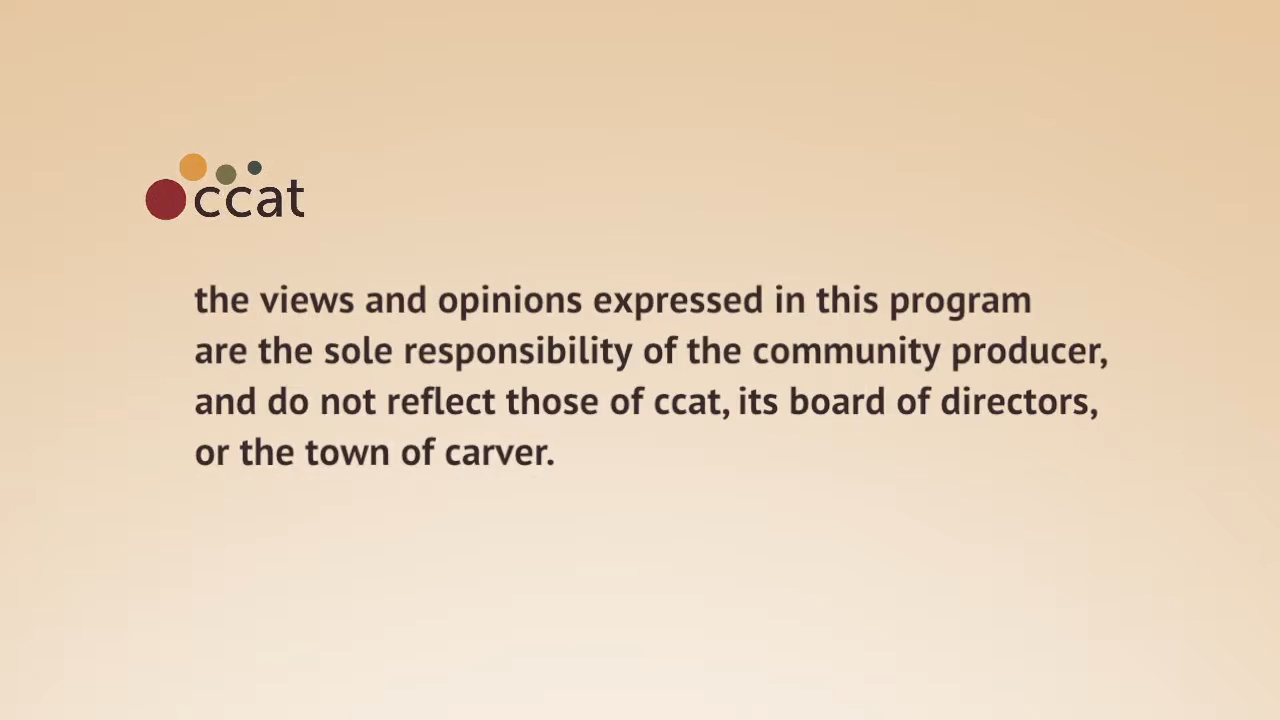 ccat
the views and opinions expressed in this program
are the sole responsibility of the community producer,
and do not reflect those of ccat, its board of directors,
or the town of carver.